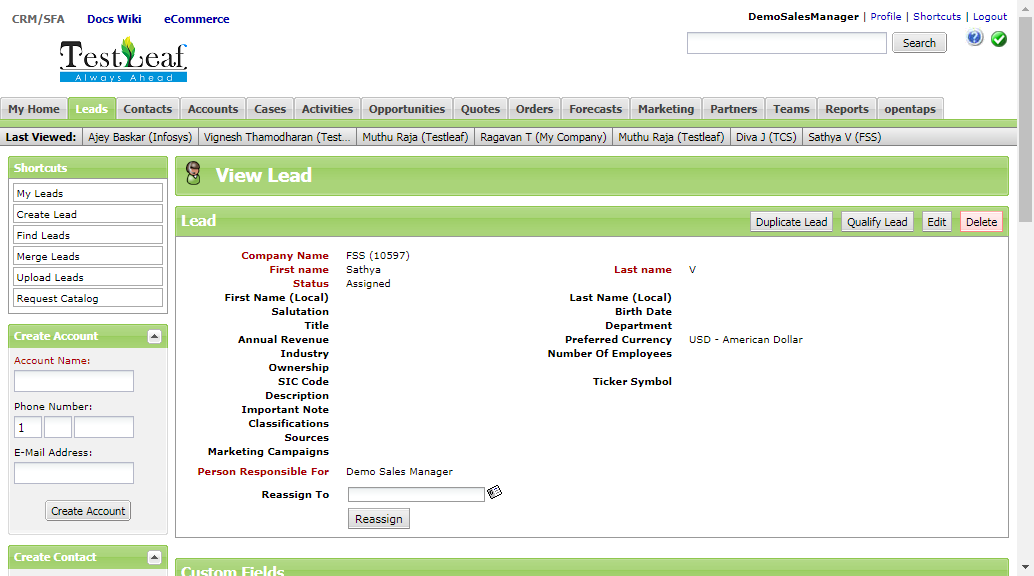 CRM/SFA Docs Wiki eCommerce
DemoSalesManager | Profile | Shortcuts | Logout
TestLeaf
Always Ahead
Search
My Home Leads Contacts Accounts Cases Activities Opportunities Quotes Orders Forecasts Marketing Partners Teams Reports opentaps
Last Viewed: Ajey Baskar (Infosys) Vignesh Thamodharan (Test... Muthu Raja (Testleaf) Ragavan T (My Company) Muthu Raja (Testleaf) Diva J (TCS) Sathya V (FSS)
Shortcuts
My Leads
Create Lead
Find Leads
Merge Leads
Upload Leads
Request Catalog
Create Account
Account Name:
Phone Number:
1
E-Mail Address:
Create Account
Create Contact
View Lead
Lead
Duplicate Lead Qualify Lead Edit Delete
Company Name FSS (10597)
First name Sathya Last name V
Status Assigned
First Name (Local) Last Name (Local)
Salutation Birth Date
Title Department
Annual Revenue Preferred Currency USD - American Dollar
Industry Number Of Employees
Ownership
SIC Code Ticker Symbol
Description
Important Note
Classifications
Sources
Marketing Campaigns
Person Responsible For Demo Sales Manager
Reassign To
Reassign
Custom Fields